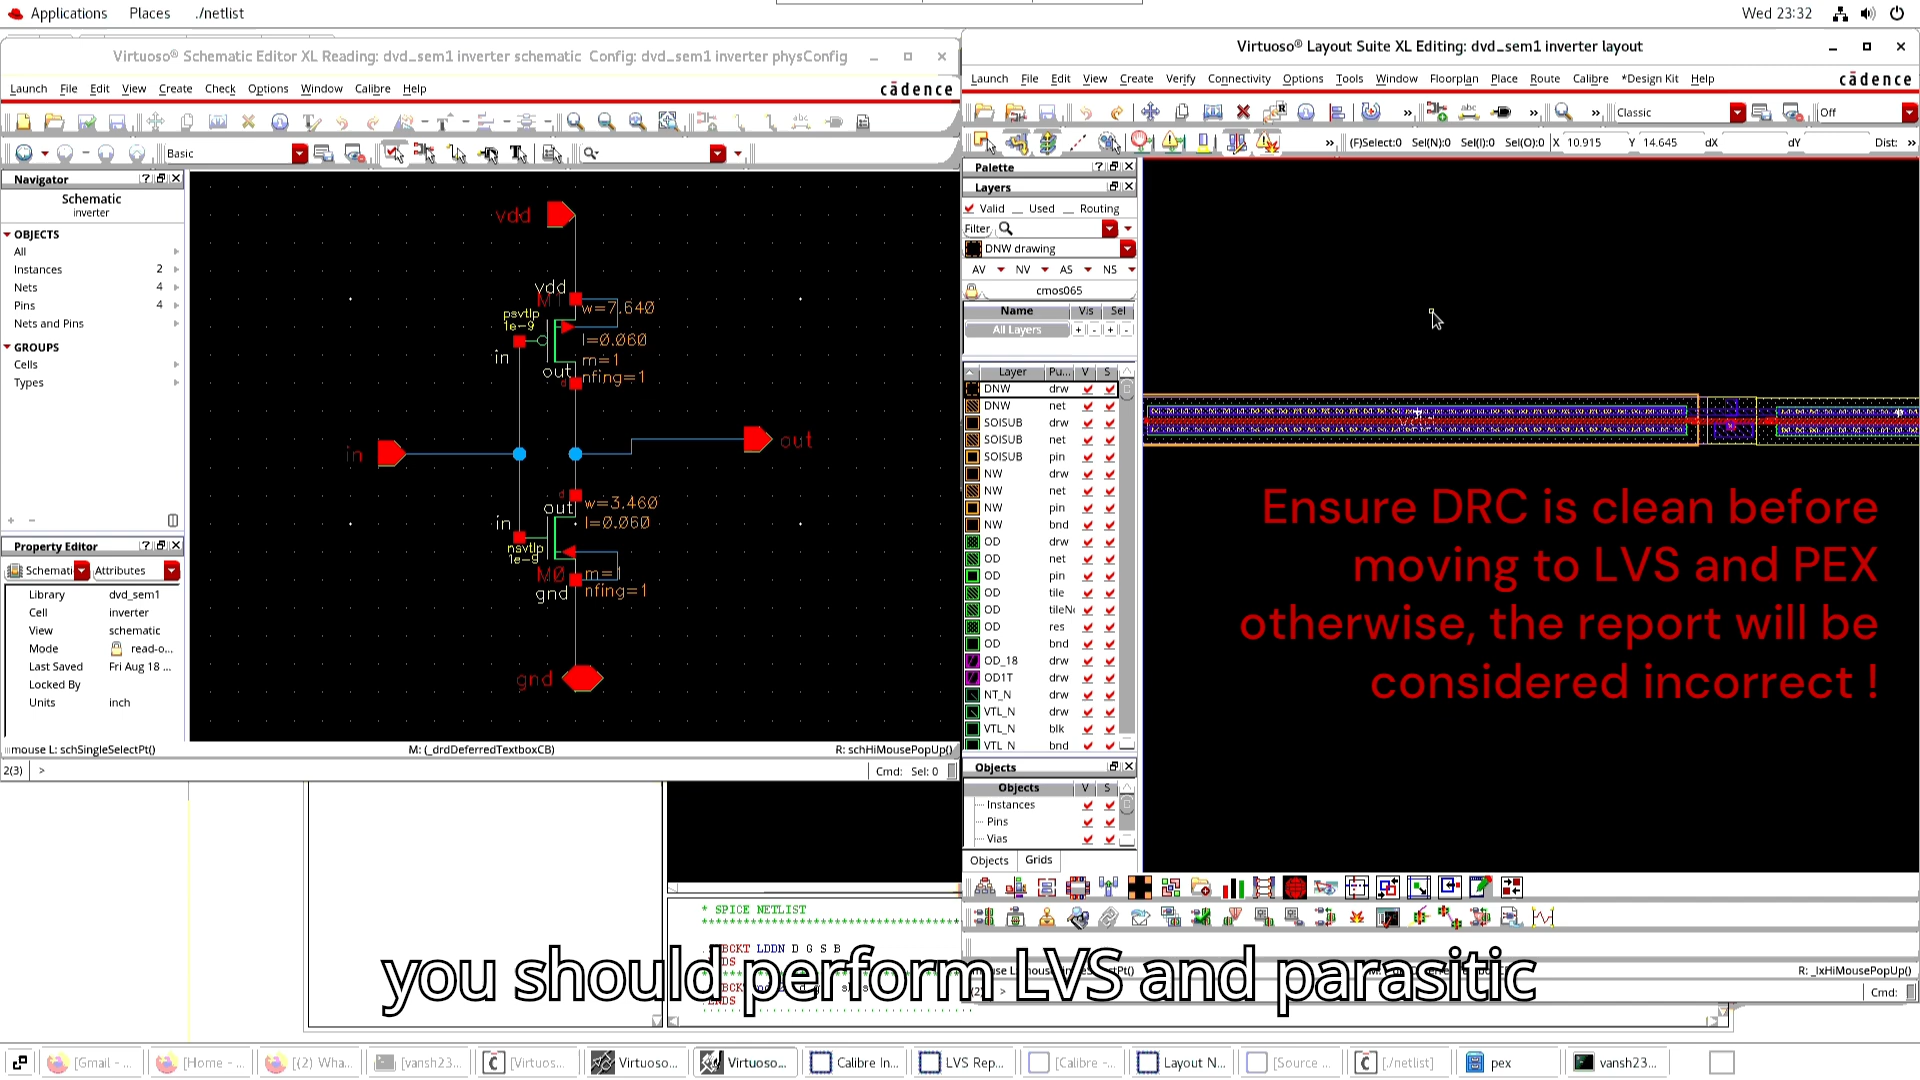 Applications Places ./netlist Wed 23:32
Virtuoso® Schematic Editor XL Reading: dvd_sem1 inverter schematic Config: dvd_sem1 inverter physConfig
Launch File Edit View Create Check Options Window Calibre Help cādence
Basic
Navigator
Schematic
inverter
OBJECTS
All
Instances 2
Nets 4
Pins 4
Nets and Pins
GROUPS
Cells
Types
Property Editor
Schemati Attributes
Library dvd_sem1
Cell inverter
View schematic
Mode read-o...
Last Saved Fri Aug 18 ...
Locked By
Units inch
vdd
vdd
M1
w=7.640
psvtlp
1e-9
l=0.060
in
m=1
out
nfing=1
in
out
w=3.460
out
l=0.060
in
nsvtlp
1e-9
M0
m=1
gnd
nfing=1
gnd
mouse L: schSingleSelectPt() M: (_drdDeferredTextboxCB) R: schHiMousePopUp()
2(3) > Cmd: Sel: 0
Virtuoso® Layout Suite XL Editing: dvd_sem1 inverter layout
Launch File Edit View Create Verify Connectivity Options Tools Window Floorplan Place Route Calibre *Design Kit Help cādence
Classic Off
(F)Select:0 Sel(N):0 Sel(I):0 Sel(O):0 X 10.915 Y 14.645 dX dY Dist:
Palette
Layers
Valid Used Routing
Filter
DNW drawing
AV NV AS NS
cmos065
Name Vis Sel
All Layers + - + -
Layer Pu... V S
DNW drw
DNW net
SOISUB drw
SOISUB net
SOISUB pin
NW drw
NW net
NW pin
NW bnd
OD drw
OD net
OD pin
OD tile
OD tileNo
OD res
OD bnd
OD_18 drw
OD1T drw
NT_N drw
VTL_N drw
VTL_N blk
VTL_N bnd
Objects
Objects V S
Instances
Pins
Vias
Objects Grids
Ensure DRC is clean before
moving to LVS and PEX
otherwise, the report will be
considered incorrect !
* SPICE NETLIST
BCKT LDDN D G S B
you should perform LVS and parasitic
R: _lxHiMousePopUp()
Cmd:
[Gmail - ... [Home - ... [(2) Wha... [vansh23... [Virtuos... Virtuoso... Virtuoso... Calibre In... LVS Rep... [Calibre -... Layout N... [Source ... [./netlist] pex vansh23...